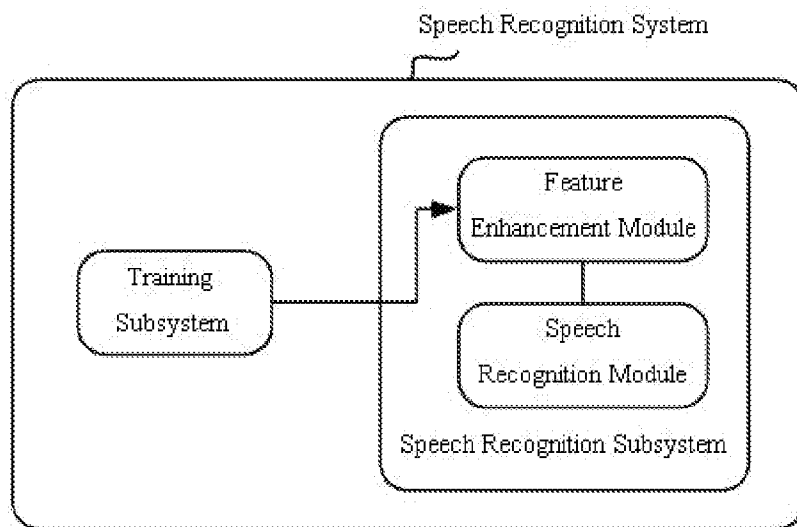 Speech Recognition System
Feature
Enhancement Module
Training
Subsystem
Speech
Recognition Module
Speech Recognition Subsystem